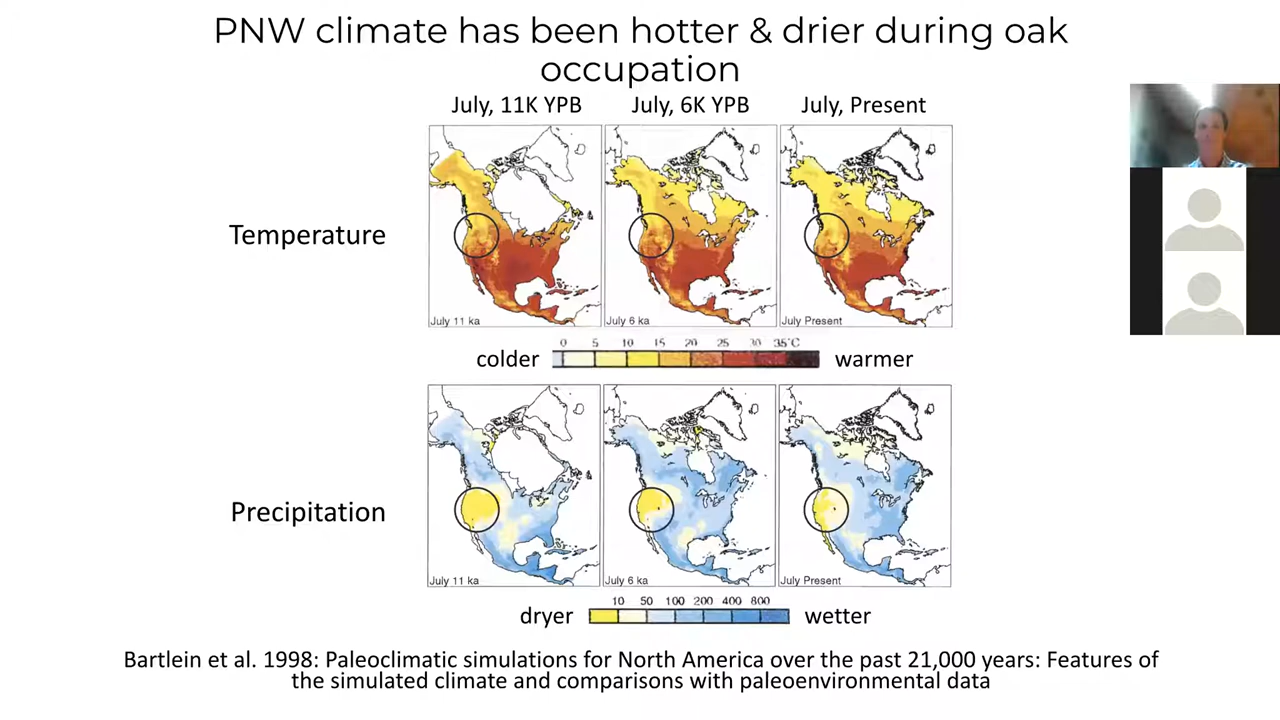 PNW climate has been hotter & drier during oak
occupation
July, 11K YPB
July, 6K YPB
July, Present
Temperature
July 11 ka
July 6 ka
July Present
colder
0 5 10 15 20 25 30 35°C
warmer
Precipitation
July 11 ka
July 6 ka
July Present
10 50 100 200 400 800
dryer
wetter
Bartlein et al. 1998: Paleoclimatic simulations for North America over the past 21,000 years: Features of
the simulated climate and comparisons with paleoenvironmental data